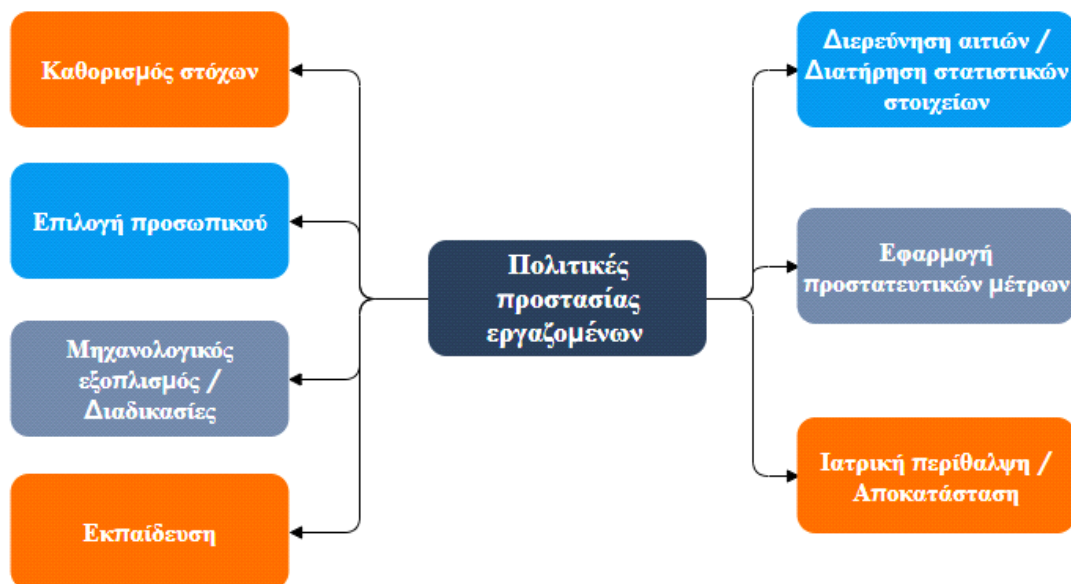 Καθορισμός στόχων
Επιλογή προσωπικού
Μηχανολογικός
εξοπλισμός /
Διαδικασίες
Εκπαίδευση
Πολιτικές
προστασίας
εργαζομένων
Διερεύνηση αιτιών /
Διατήρηση στατιστικών
στοιχείων
Εφαρμογή
προστατευτικών μέτρων
Ιατρική περίθαλψη /
Αποκατάσταση